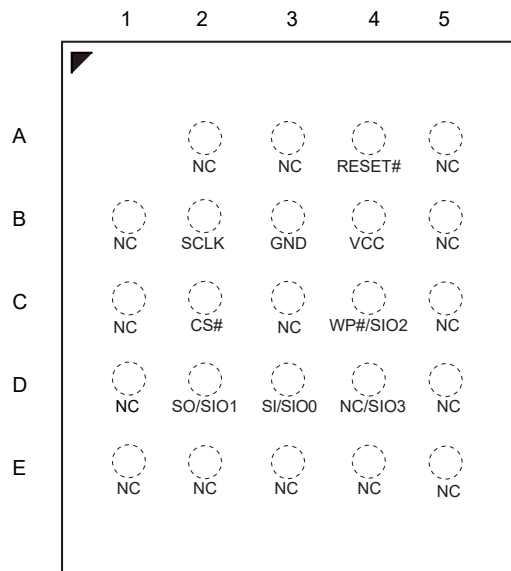 1 2 3 4 5
A
NC NC RESET# NC
B
NC SCLK GND VCC NC
C
NC CS# NC WP#/SIO2 NC
D
NC SO/SIO1 SI/SIO0 NC/SIO3 NC
E
NC NC NC NC NC